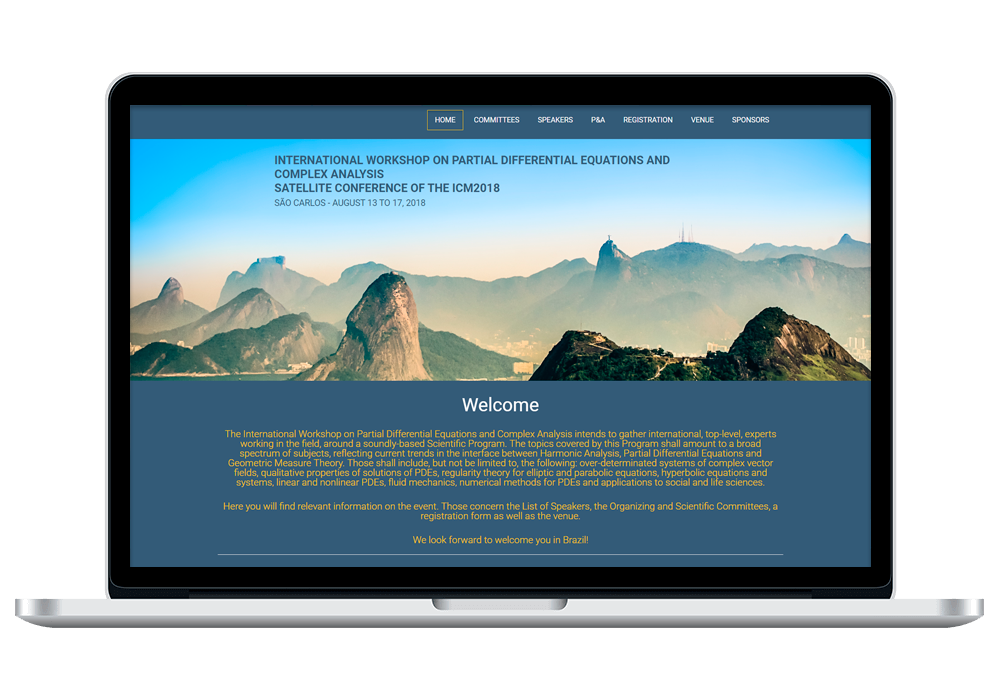 HOME COMMITTEES SPEAKERS P&A REGISTRATION VENUE SPONSORS
INTERNATIONAL WORKSHOP ON PARTIAL DIFFERENTIAL EQUATIONS AND
COMPLEX ANALYSIS
SATELLITE CONFERENCE OF THE ICM2018
SÃO CARLOS - AUGUST 13 TO 17, 2018
Welcome
The International Workshop on Partial Differential Equations and Complex Analysis intends to gather international, top-level, experts
working in the field, around a soundly-based Scientific Program. The topics covered by this Program shall amount to a broad
spectrum of subjects, reflecting current trends in the interface between Harmonic Analysis, Partial Differential Equations and
Geometric Measure Theory. Those shall include, but not be limited to, the following: over-determinated systems of complex vector
fields, qualitative properties of solutions of PDEs, regularity theory for elliptic and parabolic equations, hyperbolic equations and
systems, linear and nonlinear PDEs, fluid mechanics, numerical methods for PDEs and applications to social and life sciences.
Here you will find relevant information on the event. Those concern the List of Speakers, the Organizing and Scientific Committees, a
registration form as well as the venue.
We look forward to welcome you in Brazil!